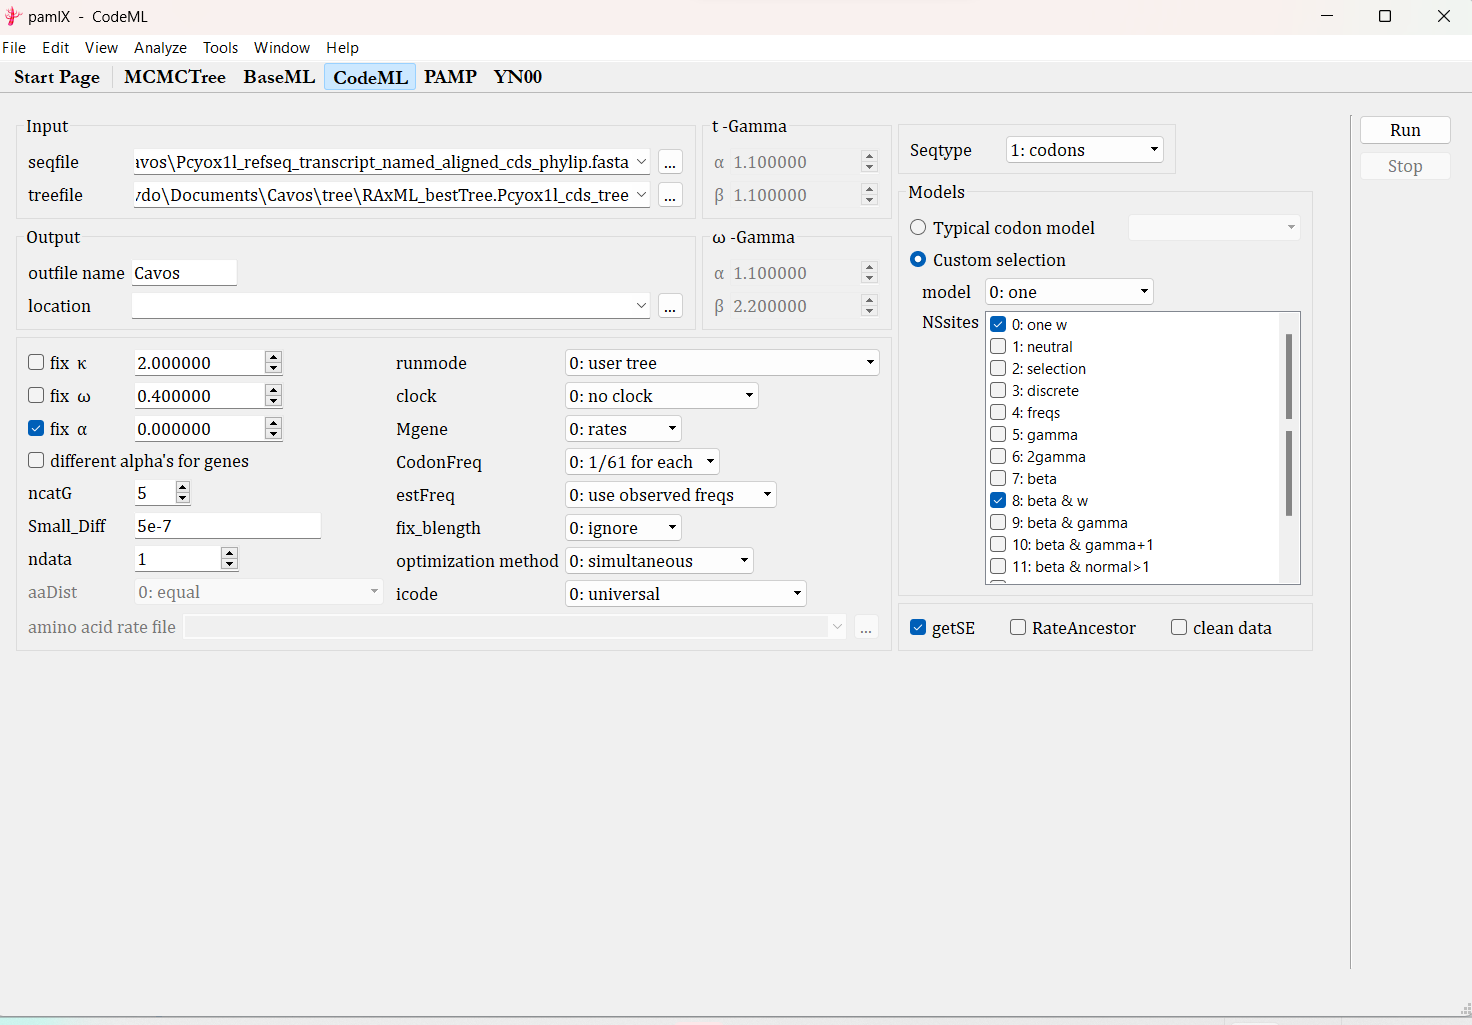 pamlX - CodeML
File Edit View Analyze Tools Window Help
Start Page MCMCTree BaseML CodeML PAMP YN00
Input
seqfile avos\Pcyox1l_refseq_transcript_named_aligned_cds_phylip.fasta ...
treefile vdo\Documents\Cavos\tree\RAxML_bestTree.Pcyox1l_cds_tree ...
t -Gamma
α 1.100000
β 1.100000
Seqtype 1: codons
Run
Stop
Output
outfile name Cavos
location ...
ω -Gamma
α 1.100000
β 2.200000
Models
Typical codon model
Custom selection
model 0: one
NSsites 0: one w
1: neutral
2: selection
3: discrete
4: freqs
5: gamma
6: 2gamma
7: beta
8: beta & w
9: beta & gamma
10: beta & gamma+1
11: beta & normal>1
fix κ 2.000000
fix ω 0.400000
fix α 0.000000
different alpha's for genes
ncatG 5
Small_Diff 5e-7
ndata 1
aaDist 0: equal
amino acid rate file ...
runmode 0: user tree
clock 0: no clock
Mgene 0: rates
CodonFreq 0: 1/61 for each
estFreq 0: use observed freqs
fix_blength 0: ignore
optimization method 0: simultaneous
icode 0: universal
getSE RateAncestor clean data